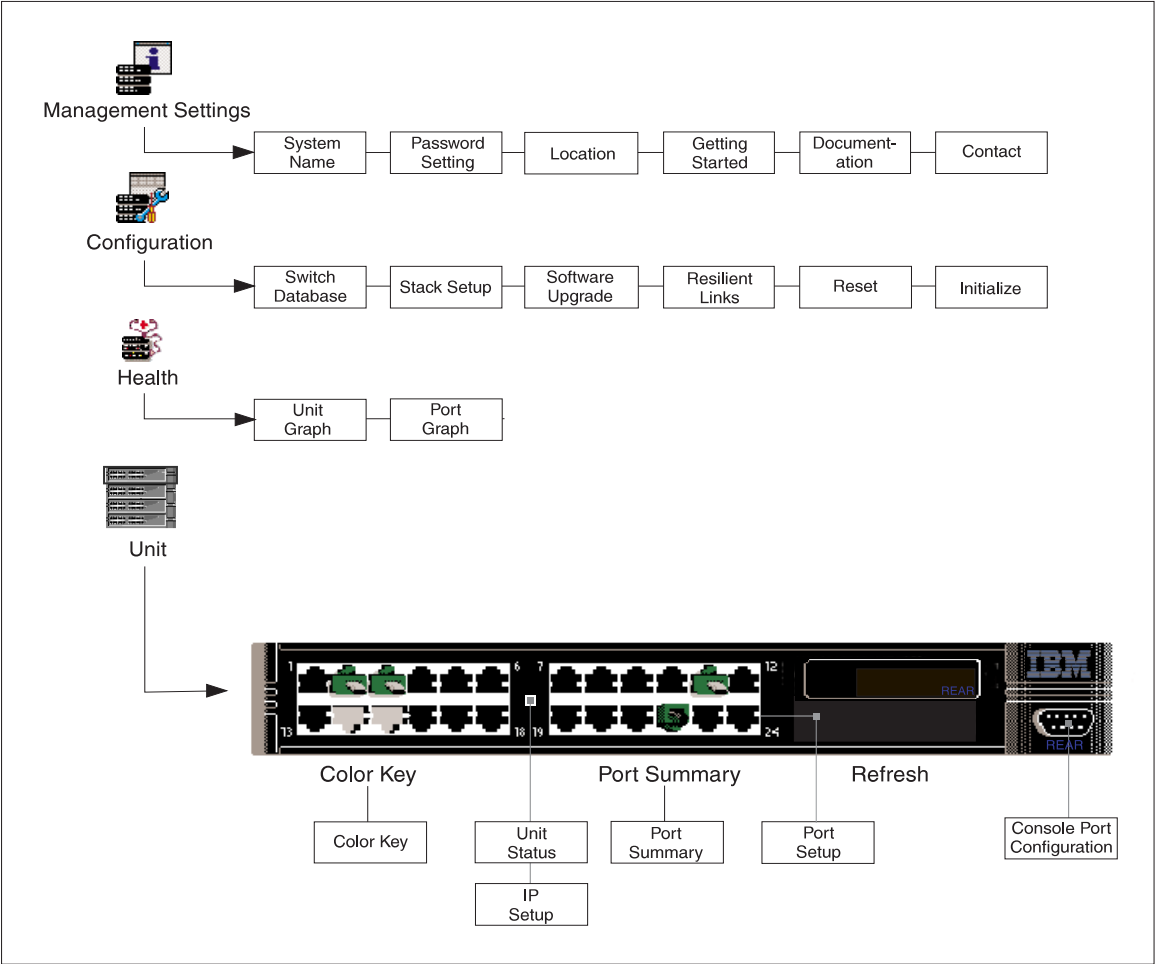 Management Settings
System
Name
Password
Setting
Location
Getting
Started
Document-
ation
Contact
Configuration
Switch
Database
Stack Setup
Software
Upgrade
Resilient
Links
Reset
Initialize
Health
Unit
Graph
Port
Graph
Unit
1
6
7
12
13
18
19
24
REAR
IBM
REAR
Color Key
Port Summary
Refresh
Color Key
Unit
Status
Port
Summary
Port
Setup
Console Port
Configuration
IP
Setup